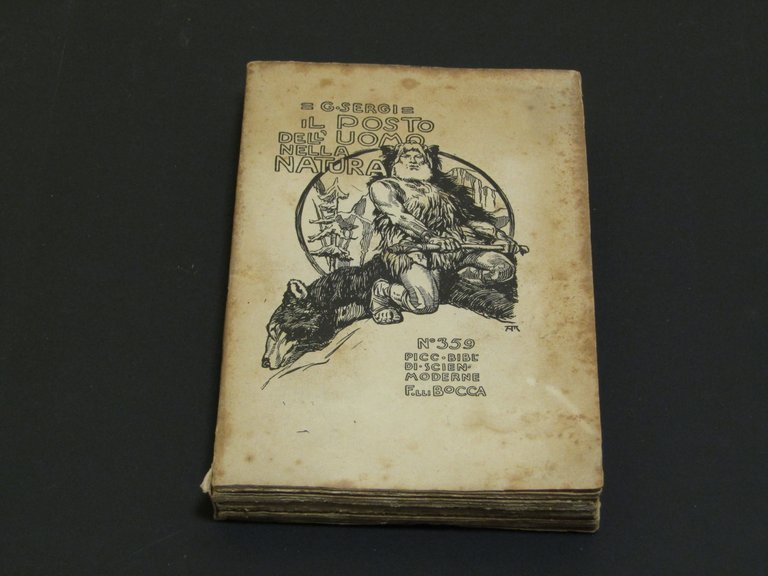 = G·SERGI =
IL POSTO
DELL'UOMO
NELLA
NATURA
N° 359
PICC·BIBL·
DI·SCIEN·
MODERNE
F.LLI BOCCA